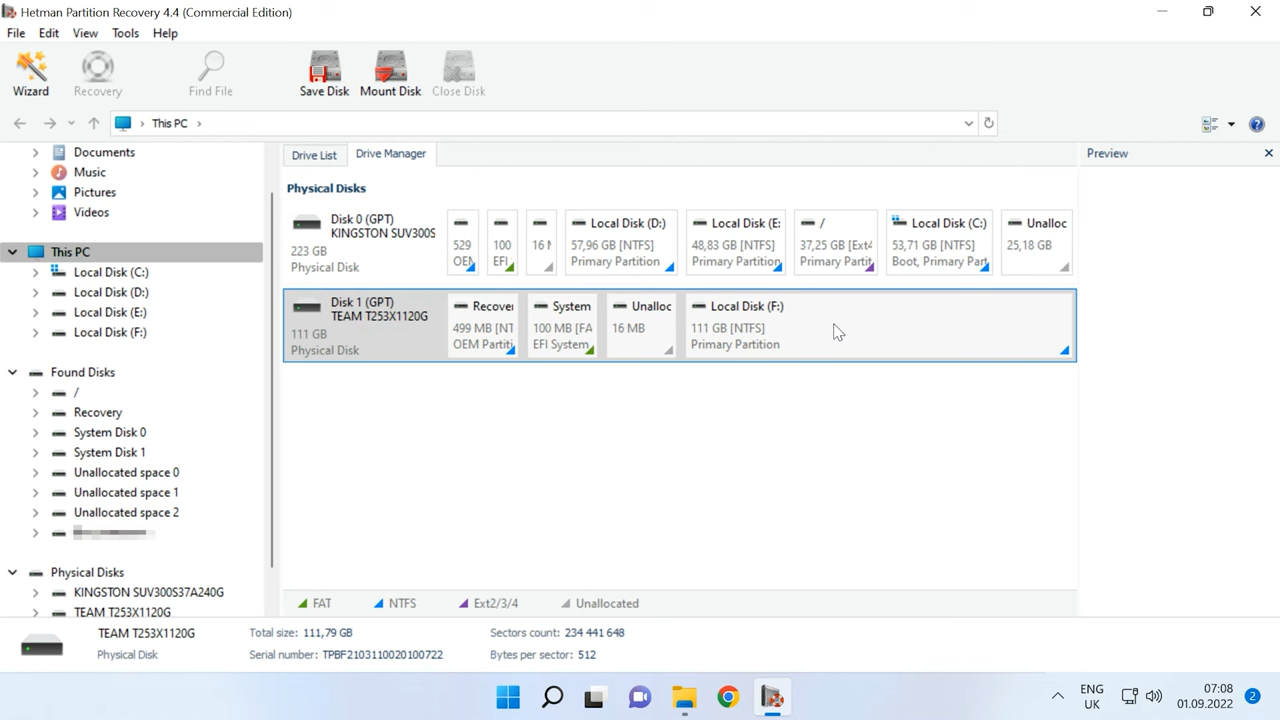 Hetman Partition Recovery 4.4 (Commercial Edition)
File Edit View Tools Help
Wizard Recovery Find File Save Disk Mount Disk Close Disk
This PC
Documents
Music
Pictures
Videos
This PC
Local Disk (C:)
Local Disk (D:)
Local Disk (E:)
Local Disk (F:)
Found Disks
/
Recovery
System Disk 0
System Disk 1
Unallocated space 0
Unallocated space 1
Unallocated space 2
Physical Disks
KINGSTON SUV300S37A240G
TEAM T253X1120G
Drive List Drive Manager
Physical Disks
Disk 0 (GPT)
KINGSTON SUV300S
223 GB
Physical Disk
529
OEM
100
EFI
16 M
Local Disk (D:)
57,96 GB [NTFS]
Primary Partition
Local Disk (E:
48,83 GB [NTFS]
Primary Partition
/
37,25 GB [Ext4
Primary Partit
Local Disk (C:)
53,71 GB [NTFS]
Boot, Primary Part
Unalloc
25,18 GB
Disk 1 (GPT)
TEAM T253X1120G
111 GB
Physical Disk
Recover
499 MB [NT
OEM Partiti
System
100 MB [FA
EFI System
Unalloc
16 MB
Local Disk (F:)
111 GB [NTFS]
Primary Partition
FAT NTFS Ext2/3/4 Unallocated
Preview
TEAM T253X1120G
Physical Disk
Total size: 111,79 GB
Serial number: TPBF2103110020100722
Sectors count: 234 441 648
Bytes per sector: 512
ENG
UK
07:08
01.09.2022
2